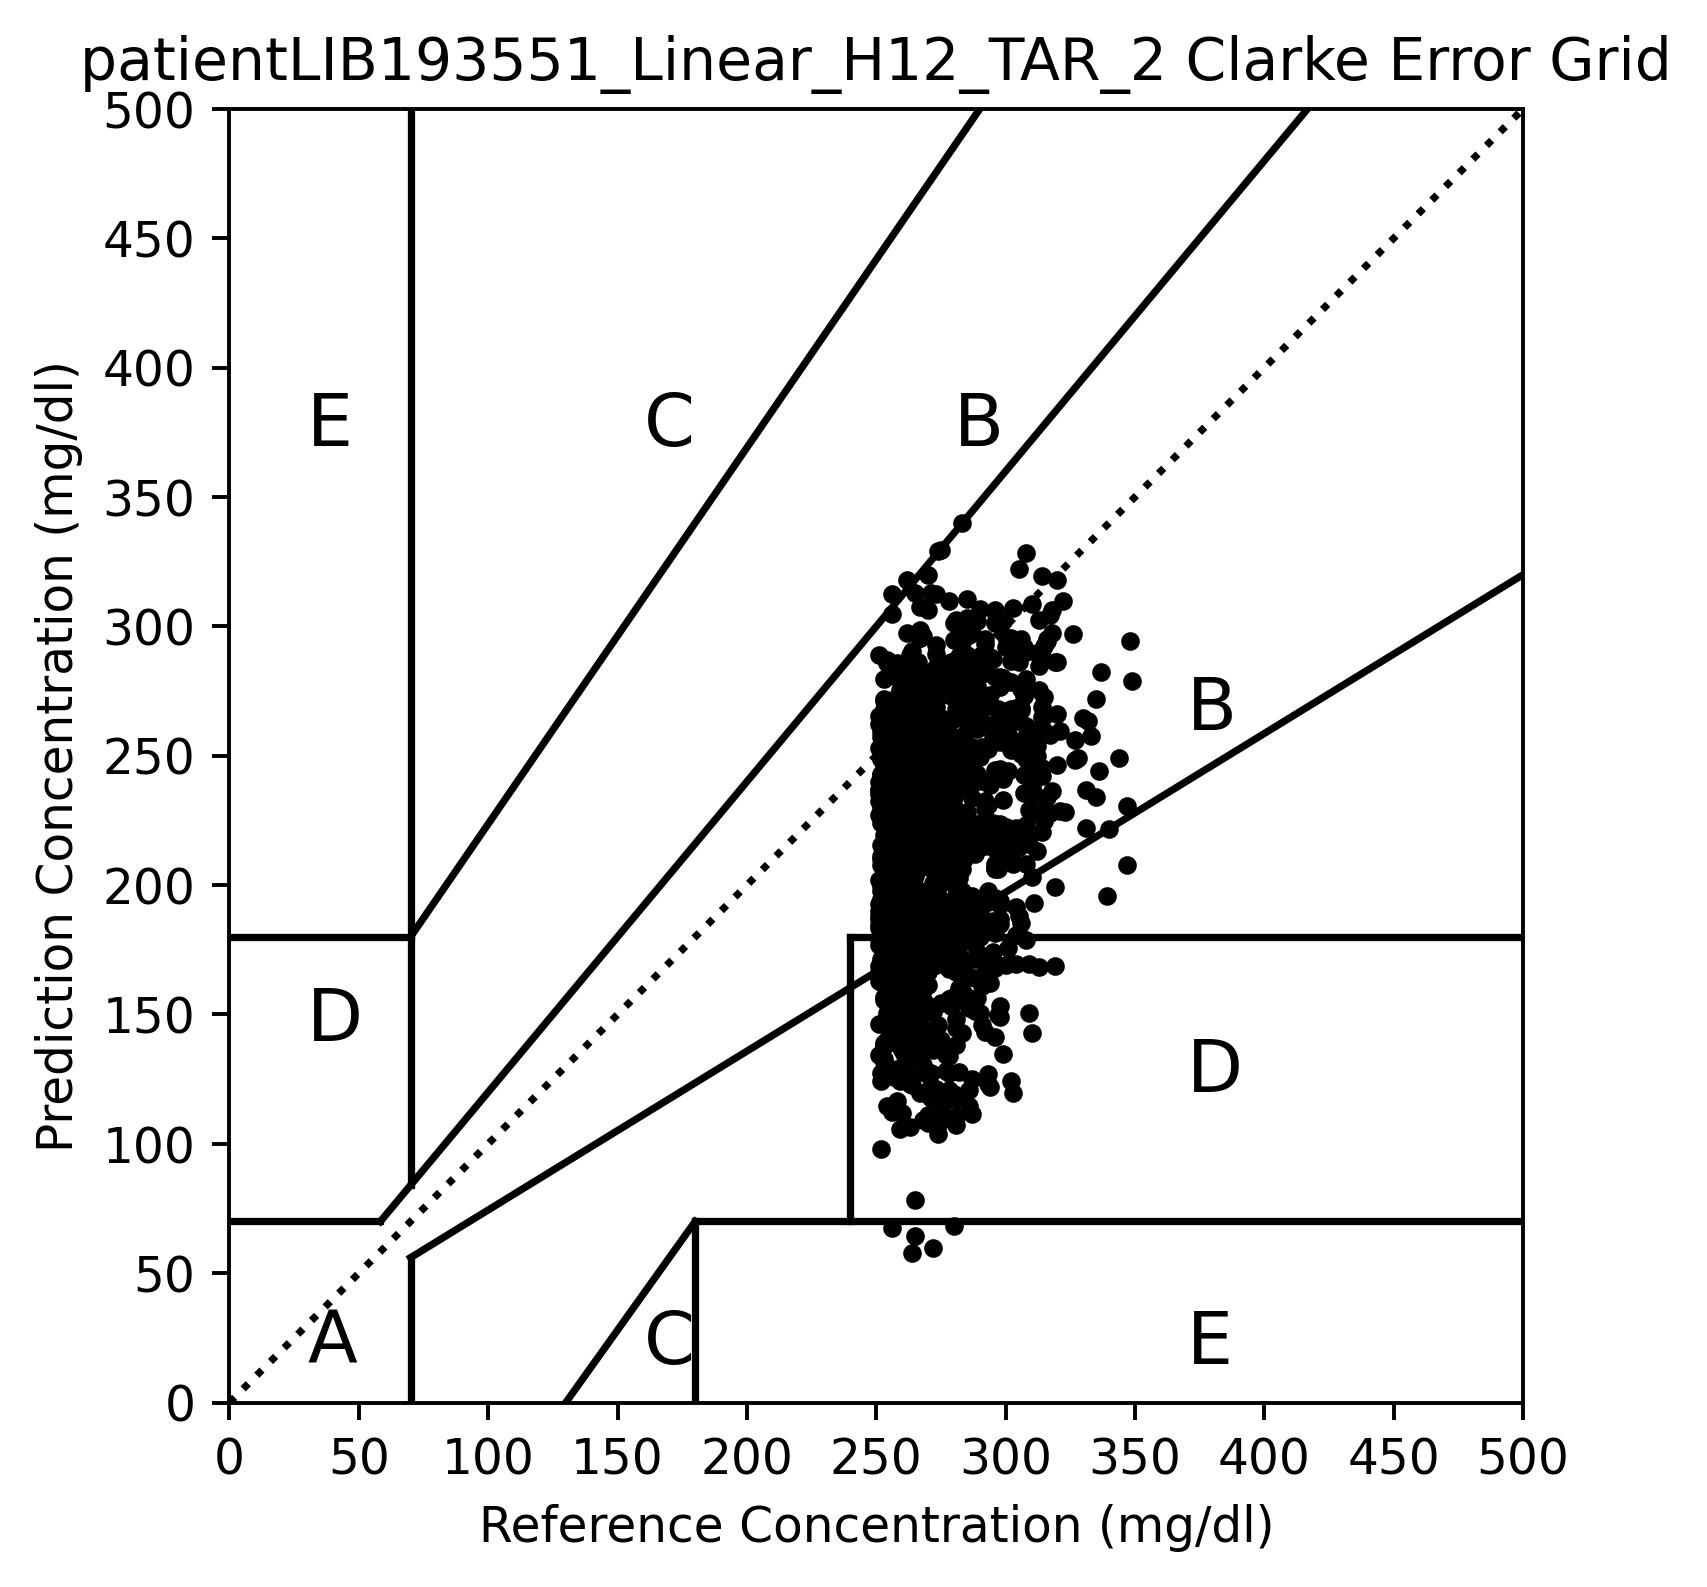 patientLIB193551_Linear_H12_TAR_2 Clarke Error Grid
500
450
400
350
300
250
200
150
100
50
0
Prediction Concentration (mg/dl)
E
C
B
B
D
D
A
C
E
0 50 100 150 200 250 300 350 400 450 500
Reference Concentration (mg/dl)